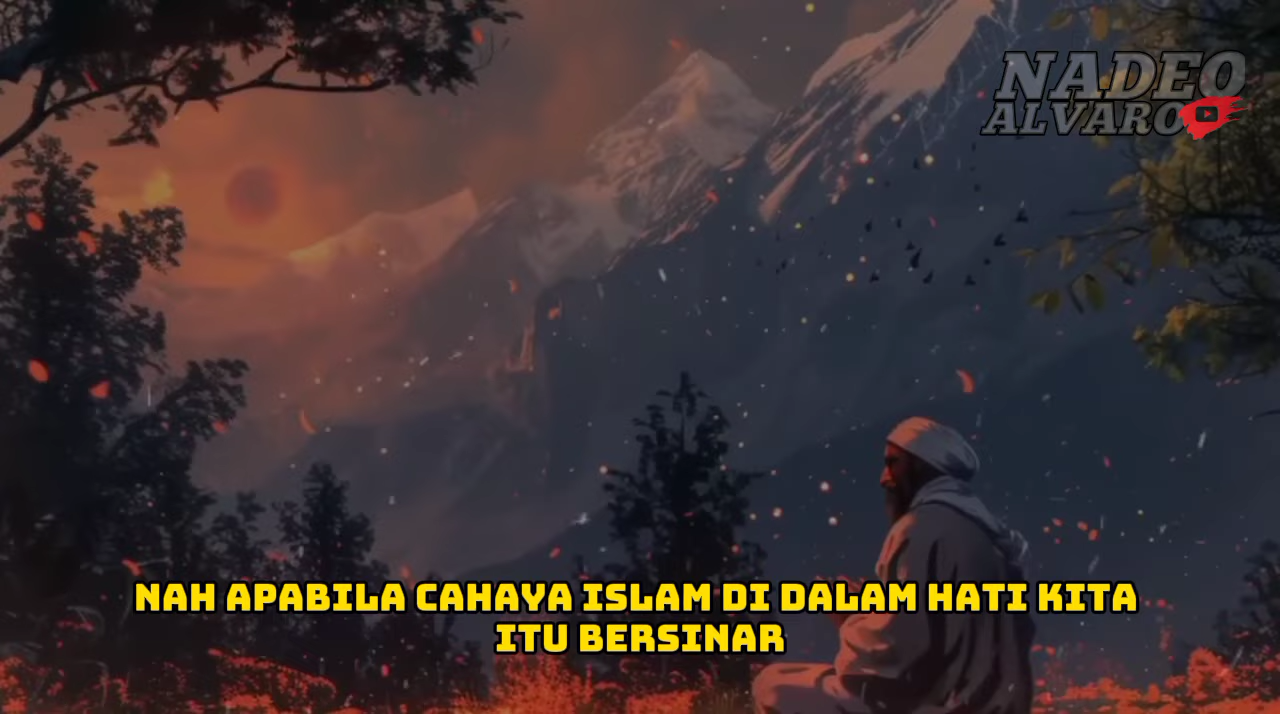 NADEO
ALVARO
NAH APABILA CAHAYA ISLAM DI DALAM HATI KITA
ITU BERSINAR